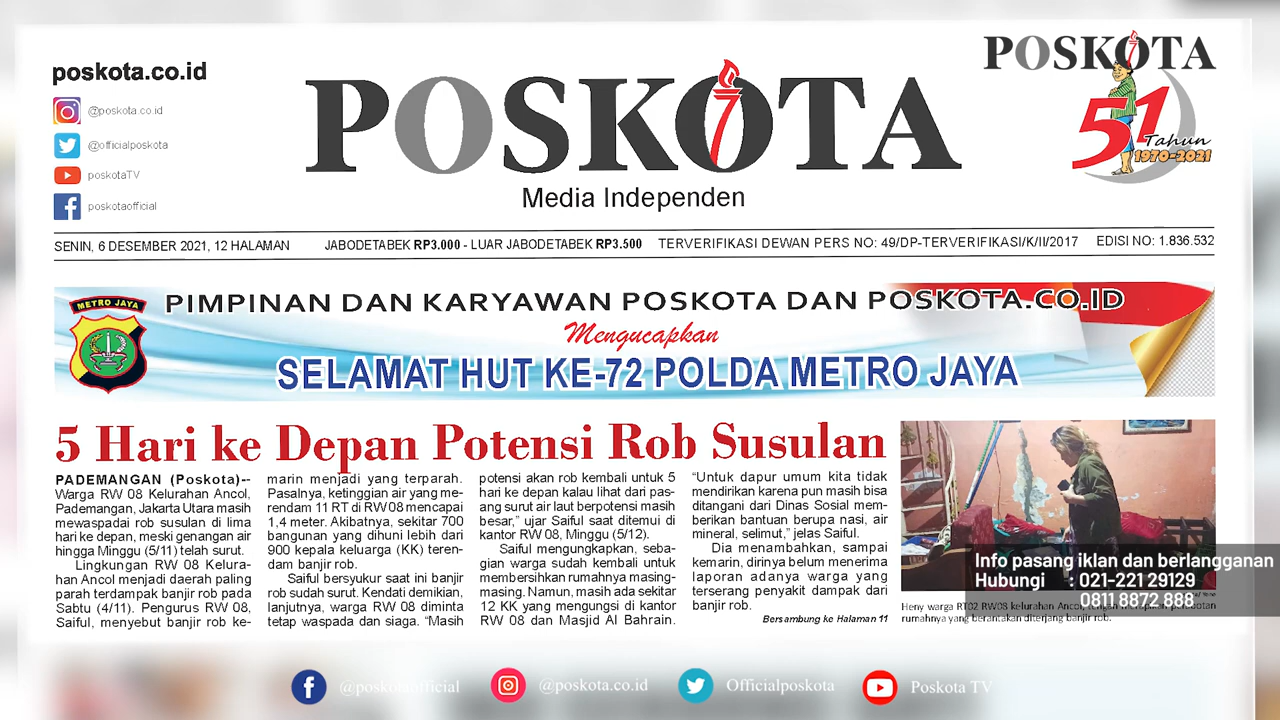 poskota.co.id
@poskota.co.id
@officialposkota
poskotaTV
poskotaofficial
POSKOTA
Media Independen
POSKOTA
51
Tahun
1970-2021
SENIN, 6 DESEMBER 2021, 12 HALAMAN JABODETABEK RP3.000 - LUAR JABODETABEK RP3.500 TERVERIFIKASI DEWAN PERS NO: 49/DP-TERVERIFIKASI/K/II/2017 EDISI NO: 1.836.532
METRO JAYA
PIMPINAN DAN KARYAWAN POSKOTA DAN POSKOTA.CO.ID
Mengucapkan
SELAMAT HUT KE-72 POLDA METRO JAYA
5 Hari ke Depan Potensi Rob Susulan
PADEMANGAN (Poskota)--
Warga RW 08 Kelurahan Ancol,
Pademangan, Jakarta Utara masih
mewaspadai rob susulan di lima
hari ke depan, meski genangan air
hingga Minggu (5/11) telah surut.
Lingkungan RW 08 Kelura-
han Ancol menjadi daerah paling
parah terdampak banjir rob pada
Sabtu (4/11). Pengurus RW 08,
Saiful, menyebut banjir rob ke-
marin menjadi yang terparah.
Pasalnya, ketinggian air yang me-
rendam 11 RT di RW 08 mencapai
1,4 meter. Akibatnya, sekitar 700
bangunan yang dihuni lebih dari
900 kepala keluarga (KK) teren-
dam banjir rob.
Saiful bersyukur saat ini banjir
rob sudah surut. Kendati demikian,
lanjutnya, warga RW 08 diminta
tetap waspada dan siaga. “Masih
potensi akan rob kembali untuk 5
hari ke depan kalau lihat dari pas-
ang surut air laut berpotensi masih
besar,” ujar Saiful saat ditemui di
kantor RW 08, Minggu (5/12).
Saiful mengungkapkan, seba-
gian warga sudah kembali untuk
membersihkan rumahnya masing-
masing. Namun, masih ada sekitar
12 KK yang mengungsi di kantor
RW 08 dan Masjid Al Bahrain.
“Untuk dapur umum kita tidak
mendirikan karena pun masih bisa
ditangani dari Dinas Sosial mem-
berikan bantuan berupa nasi, air
mineral, selimut,” jelas Saiful.
Dia menambahkan, sampai
kemarin, dirinya belum menerima
laporan adanya warga yang
terserang penyakit dampak dari
banjir rob.
Bersambung ke Halaman 11
Info pasang iklan dan berlangganan
Hubungi : 021-221 29129
0811 8872 888
Heny warga RT02 RW08 kelurahan Ancol,
rumahnya yang berantakan diterjang banjir rob.
@poskotaofficial
@poskota.co.id
Officialposkota
Poskota TV